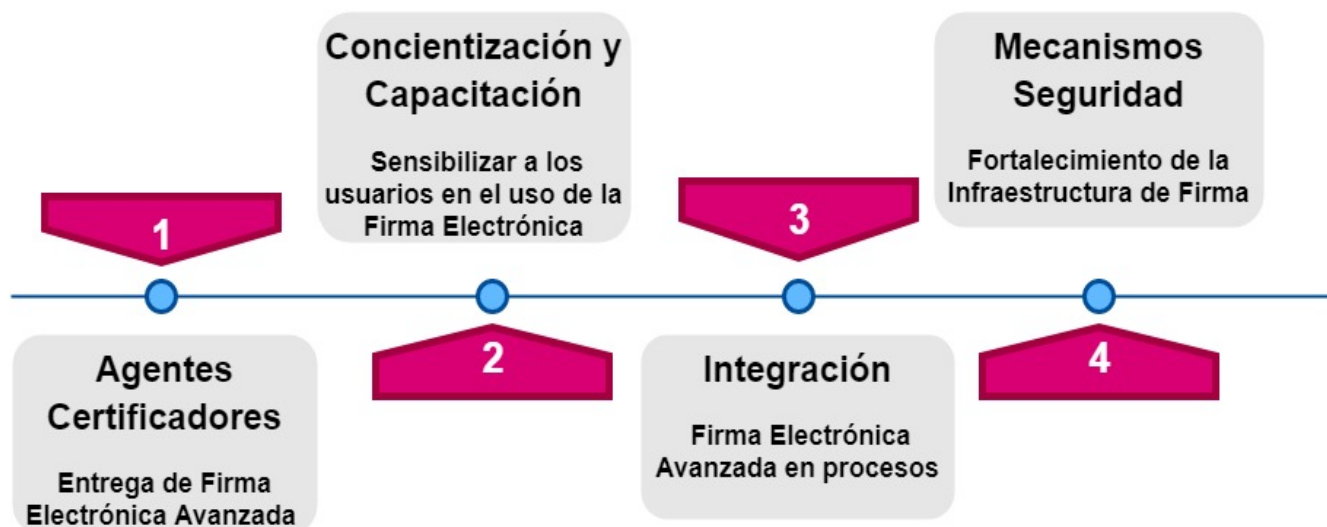 1
Agentes
Certificadores
Entrega de Firma
Electrónica Avanzada
Concientización y
Capacitación
Sensibilizar a los
usuarios en el uso de la
Firma Electrónica
2
3
Integración
Firma Electrónica
Avanzada en procesos
Mecanismos
Seguridad
Fortalecimiento de la
Infraestructura de Firma
4